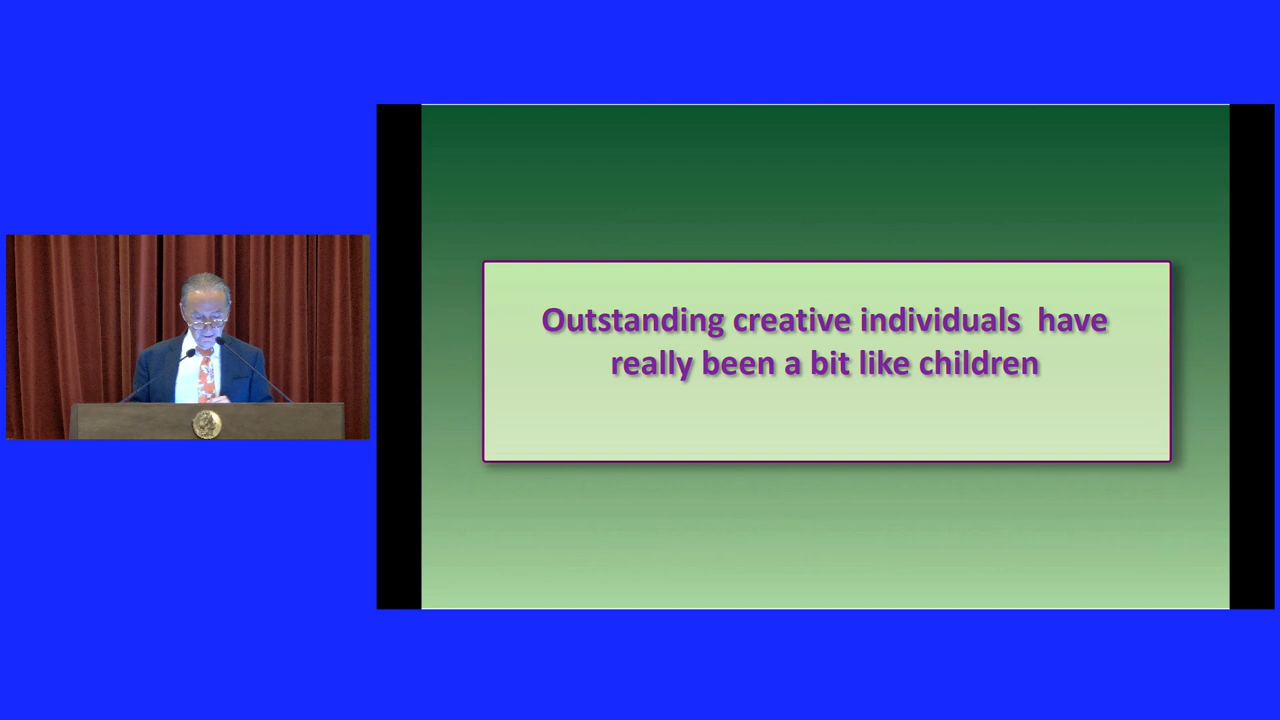 Outstanding creative individuals  have
really been a bit like children